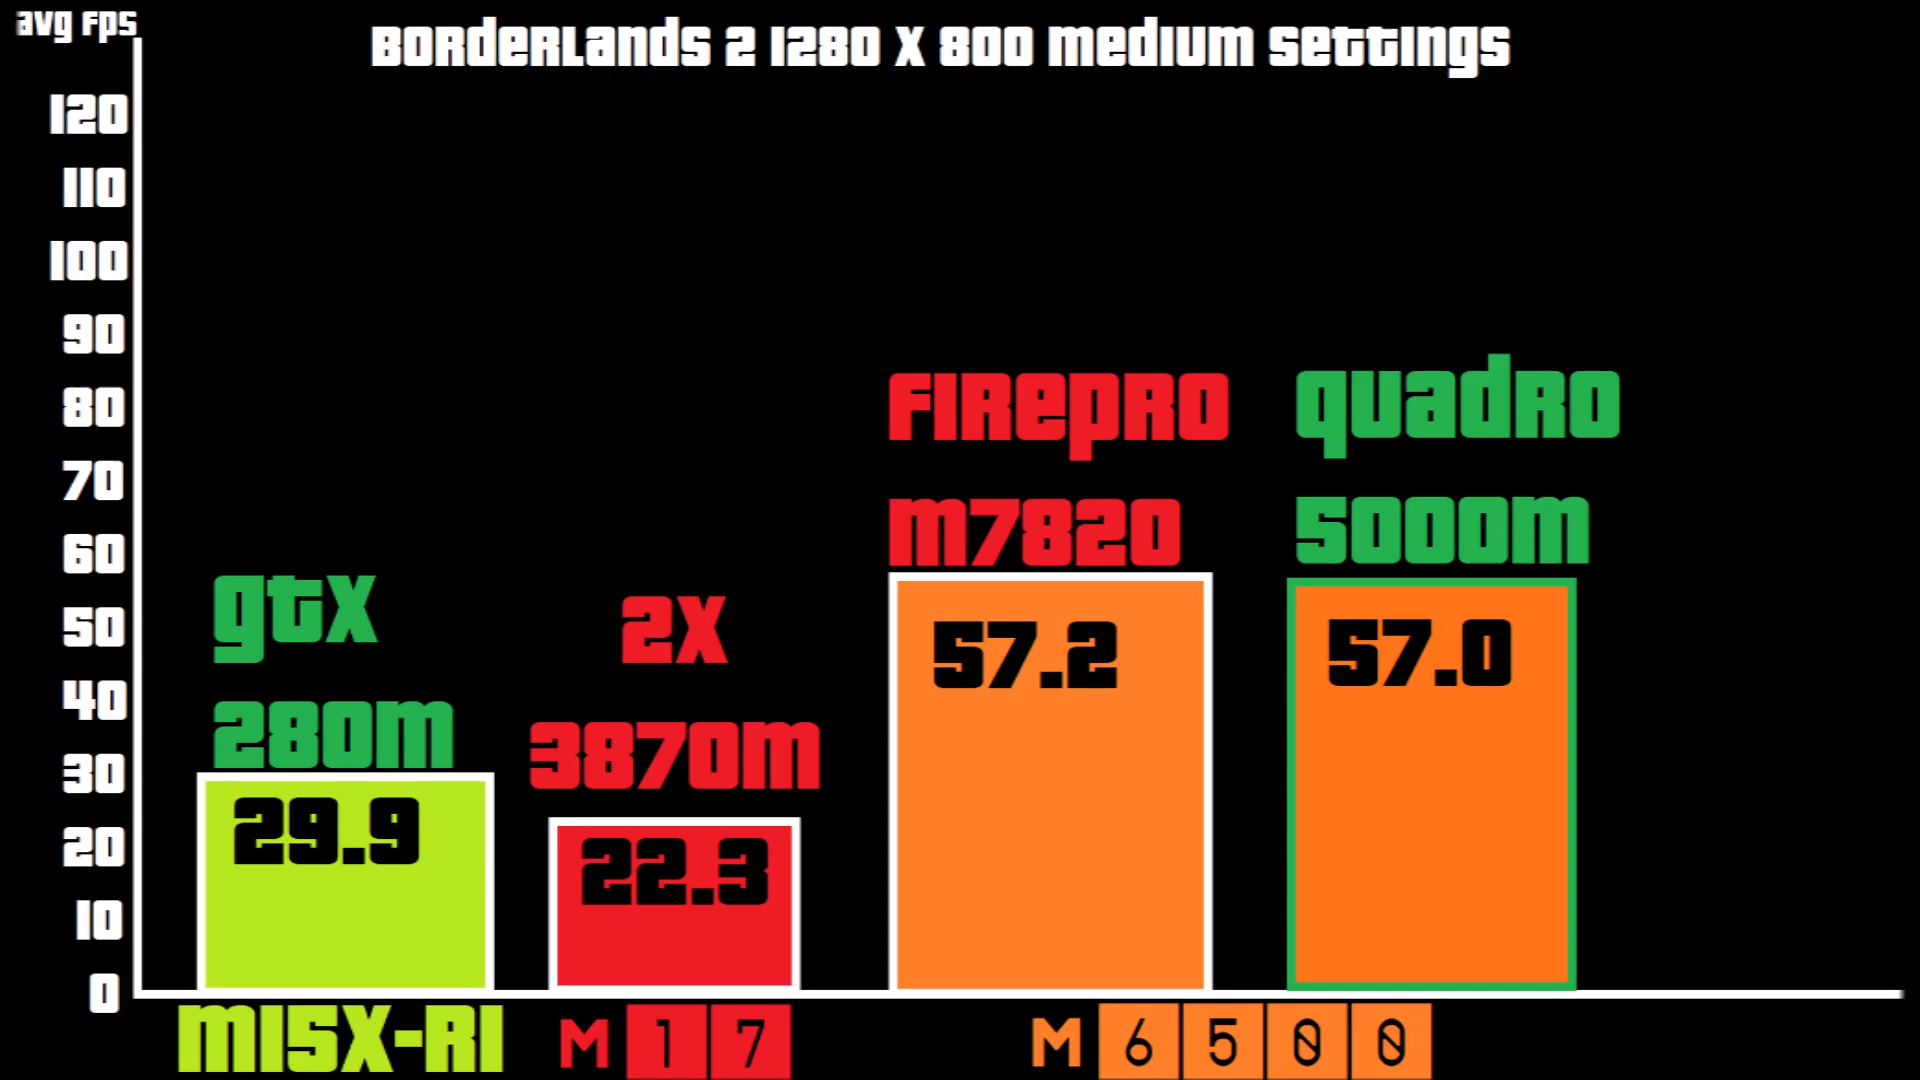 avg fps
Borderlands 2 1280 x 800 medium settings
120
110
100
90
80
70
60
50
40
30
20
10
0
gtx
280m
29.9
2x
3870m
22.3
firepro
m7820
57.2
quadro
5000m
57.0
m15x-R1
M17
M6500